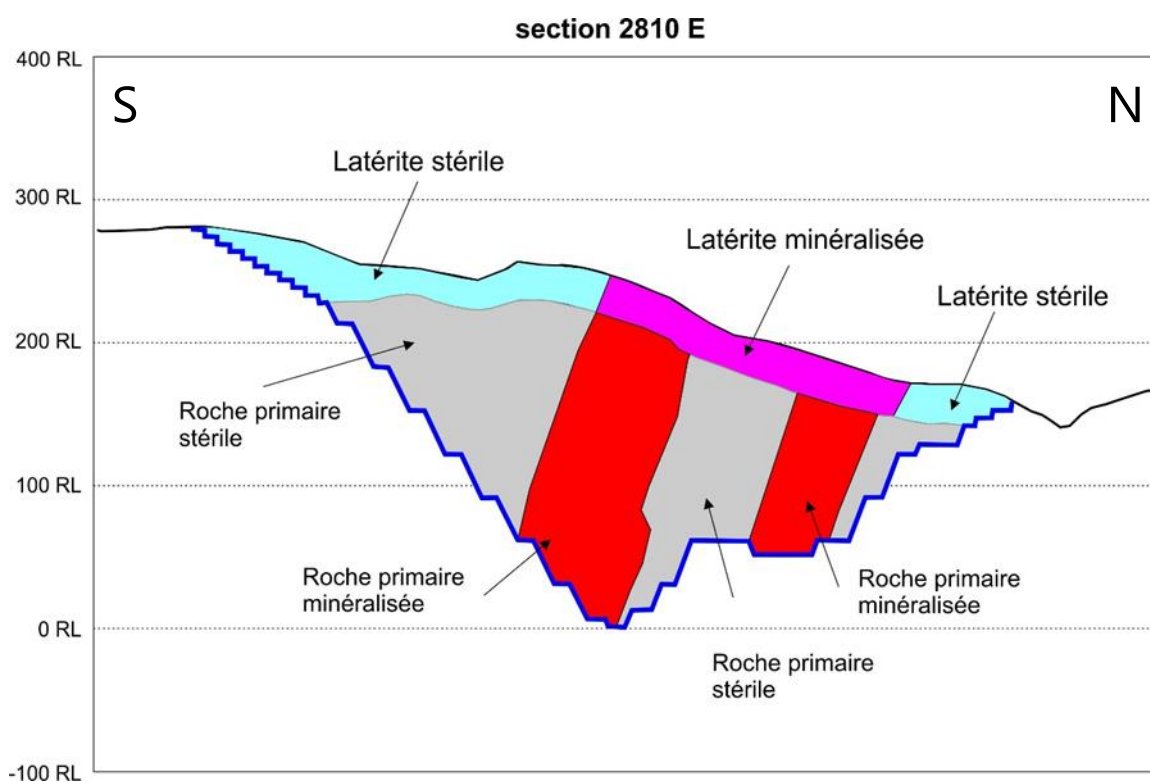 section 2810 E
400 RL
S
N
Latérite stérile
300 RL
Latérite minéralisée
Latérite stérile
200 RL
Roche primaire
stérile
100 RL
Roche primaire
minéralisée
Roche primaire
minéralisée
0 RL
Roche primaire
stérile
-100 RL